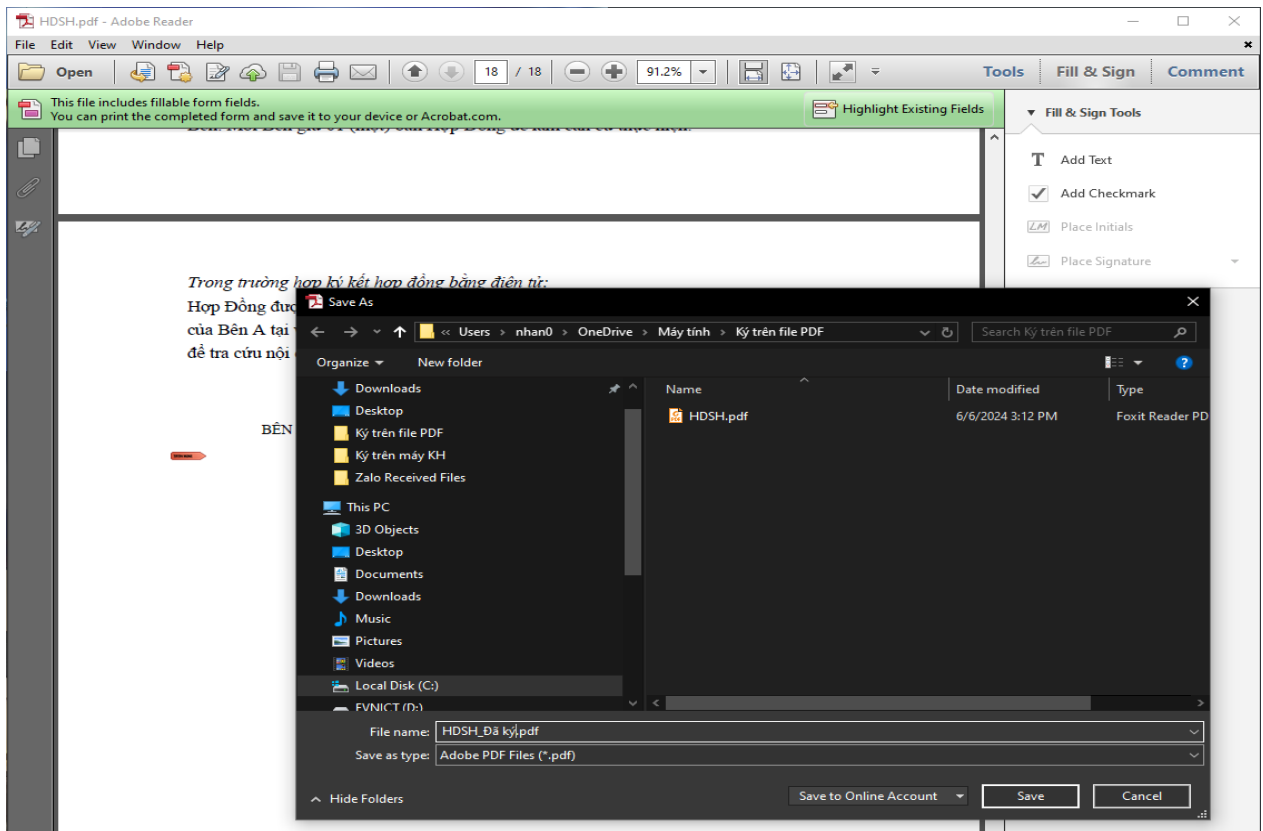 HDSH.pdf - Adobe Reader
File Edit View Window Help
Open 18 / 18 91.2% Tools Fill & Sign Comment
This file includes fillable form fields.
You can print the completed form and save it to your device or Acrobat.com.
Highlight Existing Fields
Fill & Sign Tools
T Add Text
Add Checkmark
LM Place Initials
Place Signature
Trong trường hợp ký kết hợp đồng bằng điện tử:
Hợp Đồng đượ
của Bên A tại
để tra cứu nội
BÊN
Save As
« Users › nhan0 › OneDrive › Máy tính › Ký trên file PDF
Search Ký trên file PDF
Organize New folder
Downloads
Desktop
Ký trên file PDF
Ký trên máy KH
Zalo Received Files
This PC
3D Objects
Desktop
Documents
Downloads
Music
Pictures
Videos
Local Disk (C:)
EVNICT (D:)
Name Date modified Type
HDSH.pdf 6/6/2024 3:12 PM Foxit Reader PD
File name: HDSH_Đã ký.pdf
Save as type: Adobe PDF Files (*.pdf)
Hide Folders
Save to Online Account Save Cancel